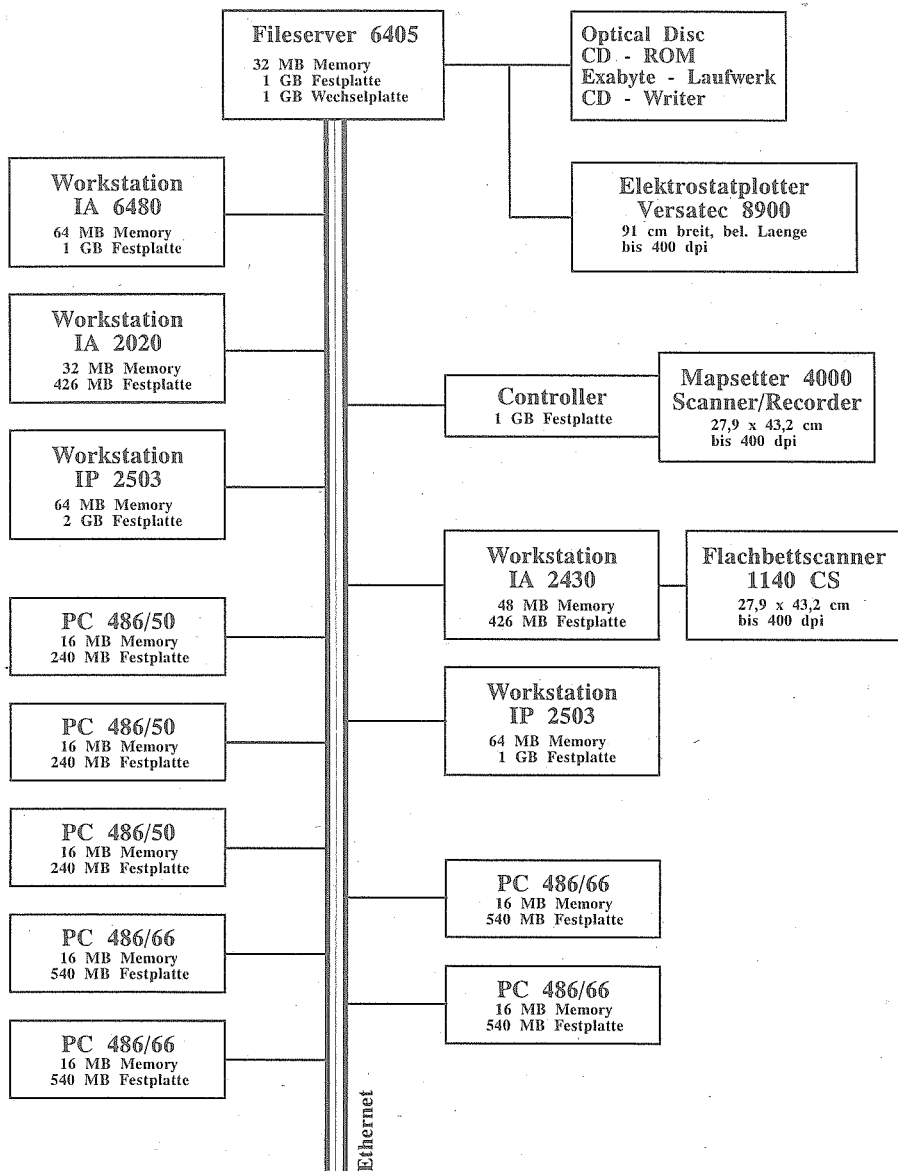 Fileserver 6405
32 MB Memory
1 GB Festplatte
1 GB Wechselplatte
Optical Disc
CD - ROM
Exabyte - Laufwerk
CD - Writer
Elektrostatplotter
Versatec 8900
91 cm breit, bel. Laenge
bis 400 dpi
Workstation
IA 6480
64 MB Memory
1 GB Festplatte
Workstation
IA 2020
32 MB Memory
426 MB Festplatte
Controller
1 GB Festplatte
Mapsetter 4000
Scanner/Recorder
27,9 x 43,2 cm
bis 400 dpi
Workstation
IP 2503
64 MB Memory
2 GB Festplatte
Workstation
IA 2430
48 MB Memory
426 MB Festplatte
Flachbettscanner
1140 CS
27,9 x 43,2 cm
bis 400 dpi
PC 486/50
16 MB Memory
240 MB Festplatte
Workstation
IP 2503
64 MB Memory
1 GB Festplatte
PC 486/50
16 MB Memory
240 MB Festplatte
PC 486/50
16 MB Memory
240 MB Festplatte
PC 486/66
16 MB Memory
540 MB Festplatte
PC 486/66
16 MB Memory
540 MB Festplatte
PC 486/66
16 MB Memory
540 MB Festplatte
PC 486/66
16 MB Memory
540 MB Festplatte
Ethernet